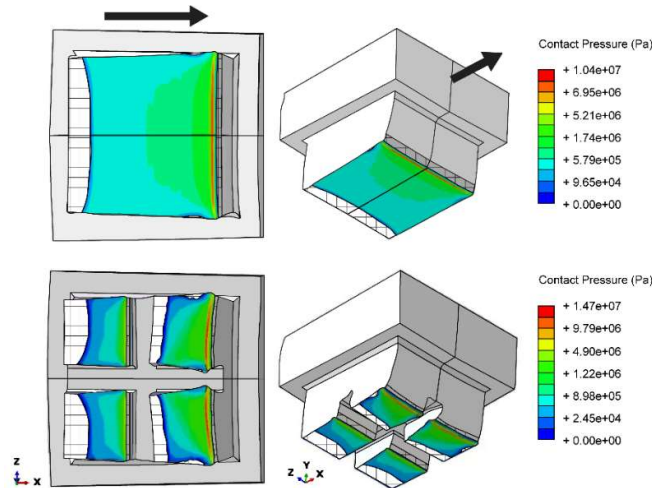 Contact Pressure (Pa)
+ 1.04e+07
+ 6.95e+06
+ 5.21e+06
+ 1.74e+06
+ 5.79e+05
+ 9.65e+04
+ 0.00e+00
Contact Pressure (Pa)
+ 1.47e+07
+ 9.79e+06
+ 4.90e+06
+ 1.22e+06
+ 8.98e+05
+ 2.45e+04
+ 0.00e+00
Z
X
Y
Z
X